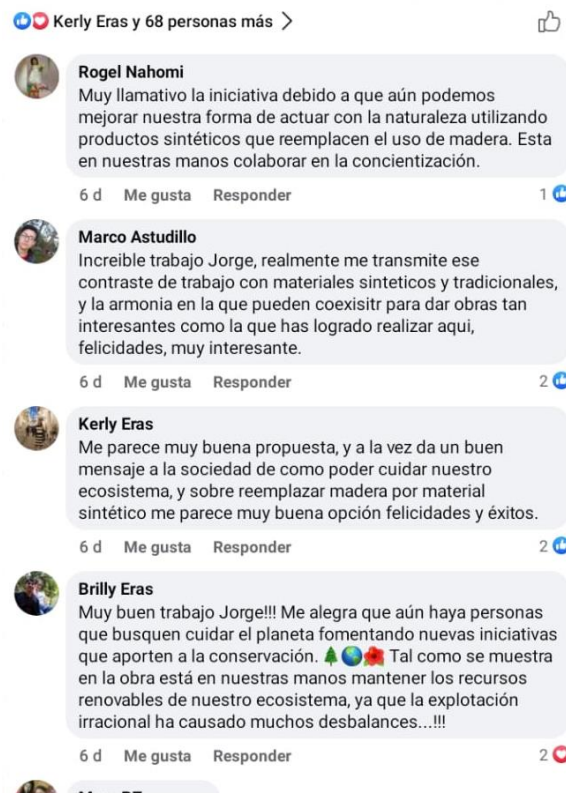 Kerly Eras y 68 personas más
Rogel Nahomi
Muy llamativo la iniciativa debido a que aún podemos
mejorar nuestra forma de actuar con la naturaleza utilizando
productos sintéticos que reemplacen el uso de madera. Esta
en nuestras manos colaborar en la concientización.
6 d Me gusta Responder 1
Marco Astudillo
Increible trabajo Jorge, realmente me transmite ese
contraste de trabajo con materiales sinteticos y tradicionales,
y la armonia en la que pueden coexisitr para dar obras tan
interesantes como la que has logrado realizar aqui,
felicidades, muy interesante.
6 d Me gusta Responder 2
Kerly Eras
Me parece muy buena propuesta, y a la vez da un buen
mensaje a la sociedad de como poder cuidar nuestro
ecosistema, y sobre reemplazar madera por material
sintético me parece muy buena opción felicidades y éxitos.
6 d Me gusta Responder 2
Brilly Eras
Muy buen trabajo Jorge!!! Me alegra que aún haya personas
que busquen cuidar el planeta fomentando nuevas iniciativas
que aporten a la conservación. 🌲🌎🌺 Tal como se muestra
en la obra está en nuestras manos mantener los recursos
renovables de nuestro ecosistema, ya que la explotación
irracional ha causado muchos desbalances...!!!
6 d Me gusta Responder 2